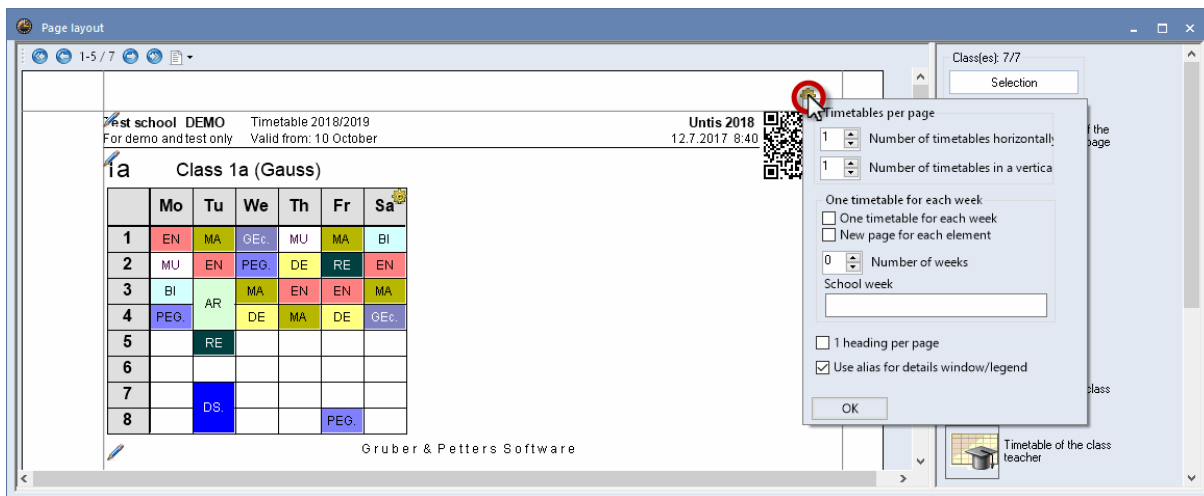 Page layout
1-5 / 7
Class(es): 7/7
Selection
Test school DEMO Timetable 2018/2019 Untis 2018
For demo and test only Valid from: 10 October 12.7.2017 8:40
1a Class 1a (Gauss)
Mo Tu We Th Fr Sa
1 EN MA GEc. MU MA BI
2 MU EN PEG. DE RE EN
3 BI AR MA EN EN MA
4 PEG. DE MA DE GEc.
5 RE
6
7 DS.
8 PEG.
Gruber & Petters Software
Timetables per page
1 Number of timetables horizontally
1 Number of timetables in a vertica
One timetable for each week
One timetable for each week
New page for each element
0 Number of weeks
School week
1 heading per page
Use alias for details window/legend
OK
f the
page
class
Timetable of the class
teacher